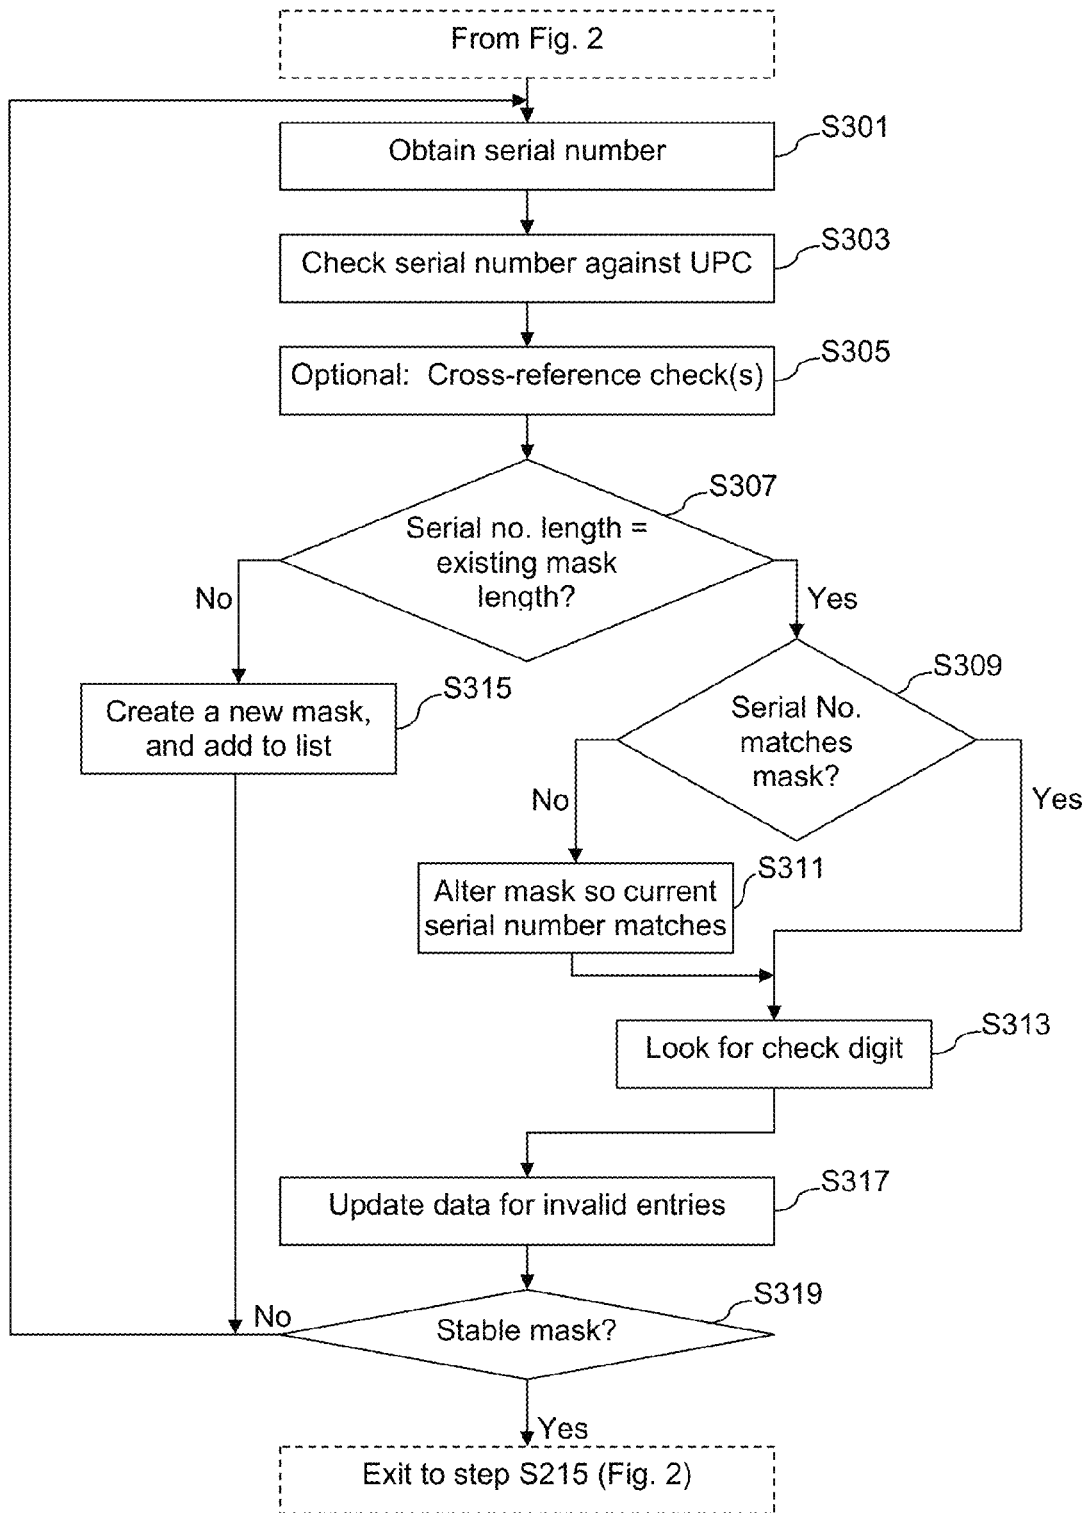 From Fig. 2
S301
Obtain serial number
S303
Check serial number against UPC
S305
Optional: Cross-reference check(s)
S307
Serial no. length =
existing mask
length?
No
Yes
S315
Create a new mask,
and add to list
S309
Serial No.
matches
mask?
No
Yes
S311
Alter mask so current
serial number matches
S313
Look for check digit
S317
Update data for invalid entries
S319
No
Stable mask?
Yes
Exit to step S215 (Fig. 2)